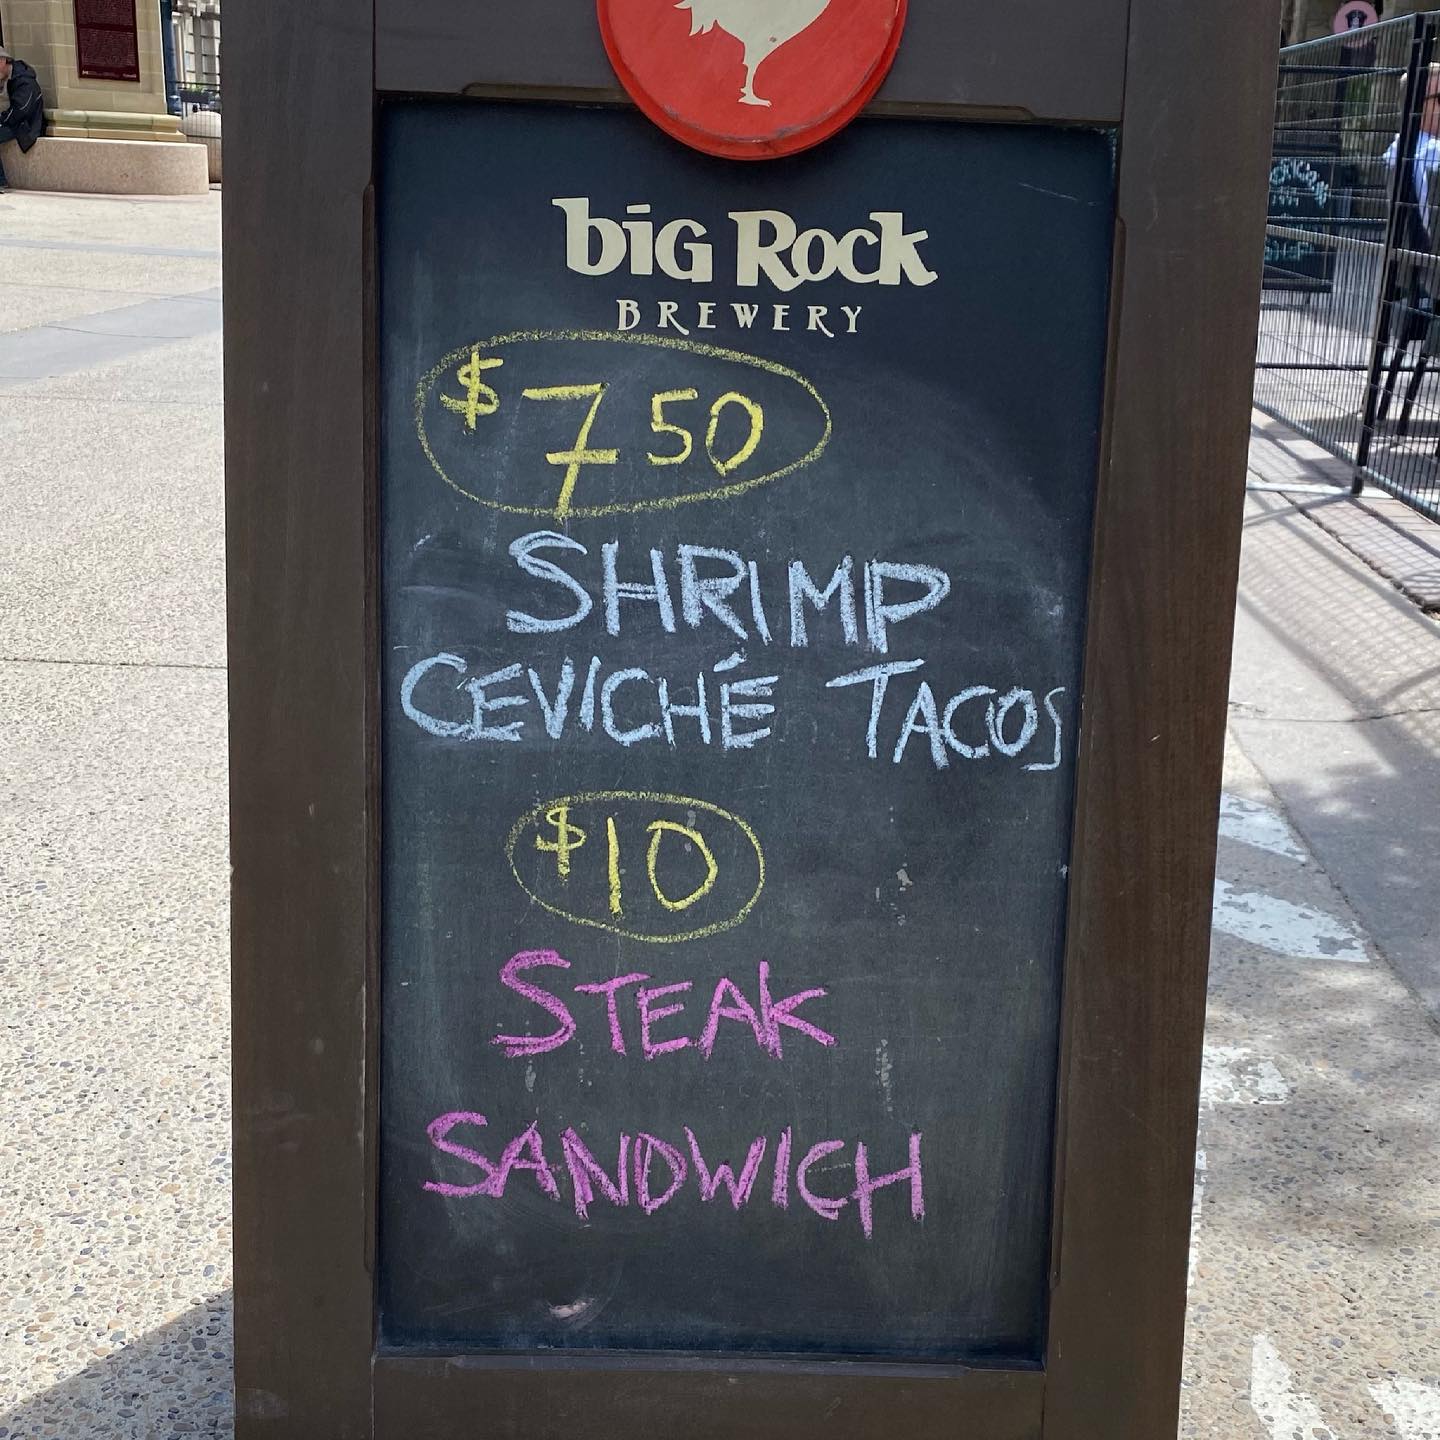 big Rock
BREWERY
$7 50
SHRIMP
CEVICHÉ TACOS
$10
STEAK
SANDWICH